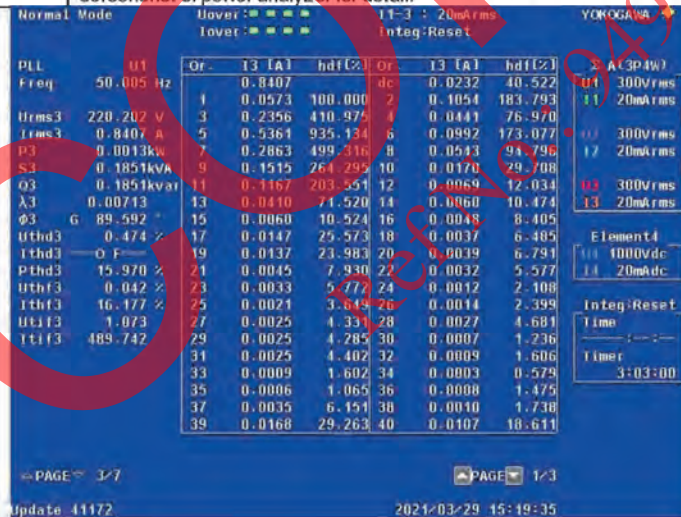 Normal Mode Uover: I1-3 : 20mArms YOKOGAWA
Iover: Integ:Reset
PLL U1 Or. I3 [A] hdf[%] Or. I3 [A] hdf[%] Σ A(3P4W)
Freq 50.005 Hz 0.8407 dc 0.0232 40.522 U1 300Vrms
1 0.0573 100.000 2 0.1054 183.793 I1 20mArms
Urms3 220.202 V 3 0.2356 410.975 4 0.0441 76.970
Irms3 0.8407 A 5 0.5361 935.134 6 0.0992 173.077 300Vrms
P3 0.0013kW 7 0.2863 499.316 8 0.0543 94.796 I2 20mArms
S3 0.1851kVA 9 0.1515 264.295 10 0.0170 29.708
Q3 0.1851kvar 11 0.1167 203.551 12 0.0069 12.034 U3 300Vrms
λ3 0.00713 13 0.0410 71.520 14 0.0060 10.474 I3 20mArms
Φ3 G 89.592 ° 15 0.0060 10.524 16 0.0048 8.405
Uthd3 0.474 % 17 0.0147 25.573 18 0.0037 6.485 Element4
Ithd3 ―O F― 19 0.0137 23.983 20 0.0039 6.791 1000Vdc
Pthd3 15.970 % 21 0.0045 7.930 22 0.0032 5.577 I4 20mAdc
Uthf3 0.042 % 23 0.0033 5.772 24 0.0012 2.108
Ithf3 16.177 % 25 0.0021 3.649 26 0.0014 2.399 Integ:Reset
Utif3 1.073 27 0.0025 4.331 28 0.0027 4.681 Time
Itif3 489.742 29 0.0025 4.285 30 0.0007 1.236 -----:--:--
31 0.0025 4.402 32 0.0009 1.606 Timer
33 0.0009 1.602 34 0.0003 0.579 3:03:00
35 0.0006 1.065 36 0.0008 1.475
37 0.0035 6.151 38 0.0010 1.738
39 0.0168 29.263 40 0.0107 18.611
PAGE 3/7 PAGE 1/3
Update 41172 2021/03/29 15:19:35
Ref No. 940